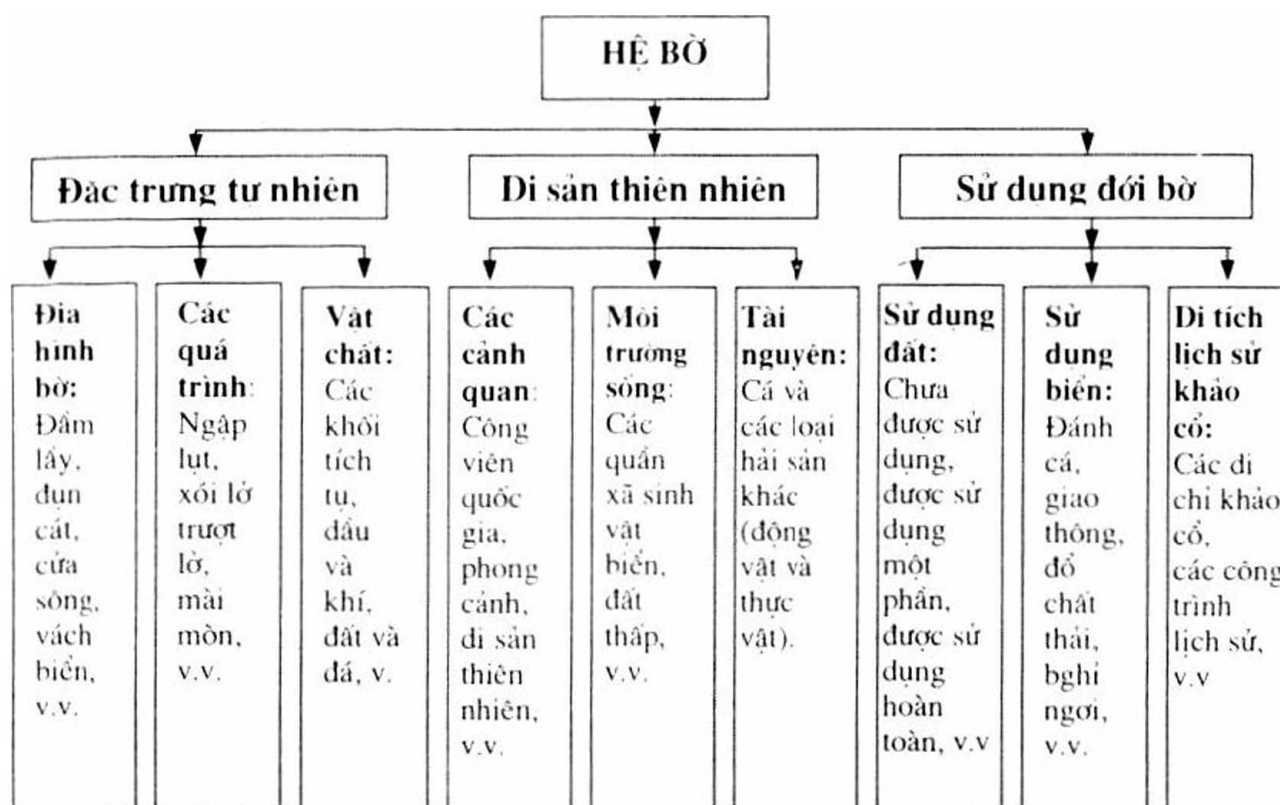 HỆ BỜ
Đặc trưng tự nhiên
Di sản thiên nhiên
Sử dụng đới bờ
Địa
hình
bờ:
Đầm
lầy,
đụn
cát,
cửa
sông,
vách
biển,
v.v.
Các
quá
trình:
Ngập
lụt,
xói lở
trượt
lở,
mài
mòn,
v.v.
Vật
chất:
Các
khối
tích
tụ,
dầu
và
khí,
đất và
đá, v.
Các
cảnh
quan:
Công
viên
quốc
gia,
phong
cảnh,
di sản
thiên
nhiên,
v.v.
Môi
trường
sống:
Các
quần
xã sinh
vật
biển,
đất
thấp,
v.v.
Tài
nguyên:
Cá và
các loại
hải sản
khác
(động
vật và
thực
vật).
Sử dụng
đất:
Chưa
được sử
dụng,
được sử
dụng
một
phần,
được sử
dụng
hoàn
toàn, v.v
Sử
dụng
biển:
Đánh
cá,
giao
thông,
đổ
chất
thải,
bghỉ
ngơi,
v.v.
Di tích
lịch sử
khảo
cổ:
Các di
chỉ khảo
cổ,
các công
trình
lịch sử,
v.v